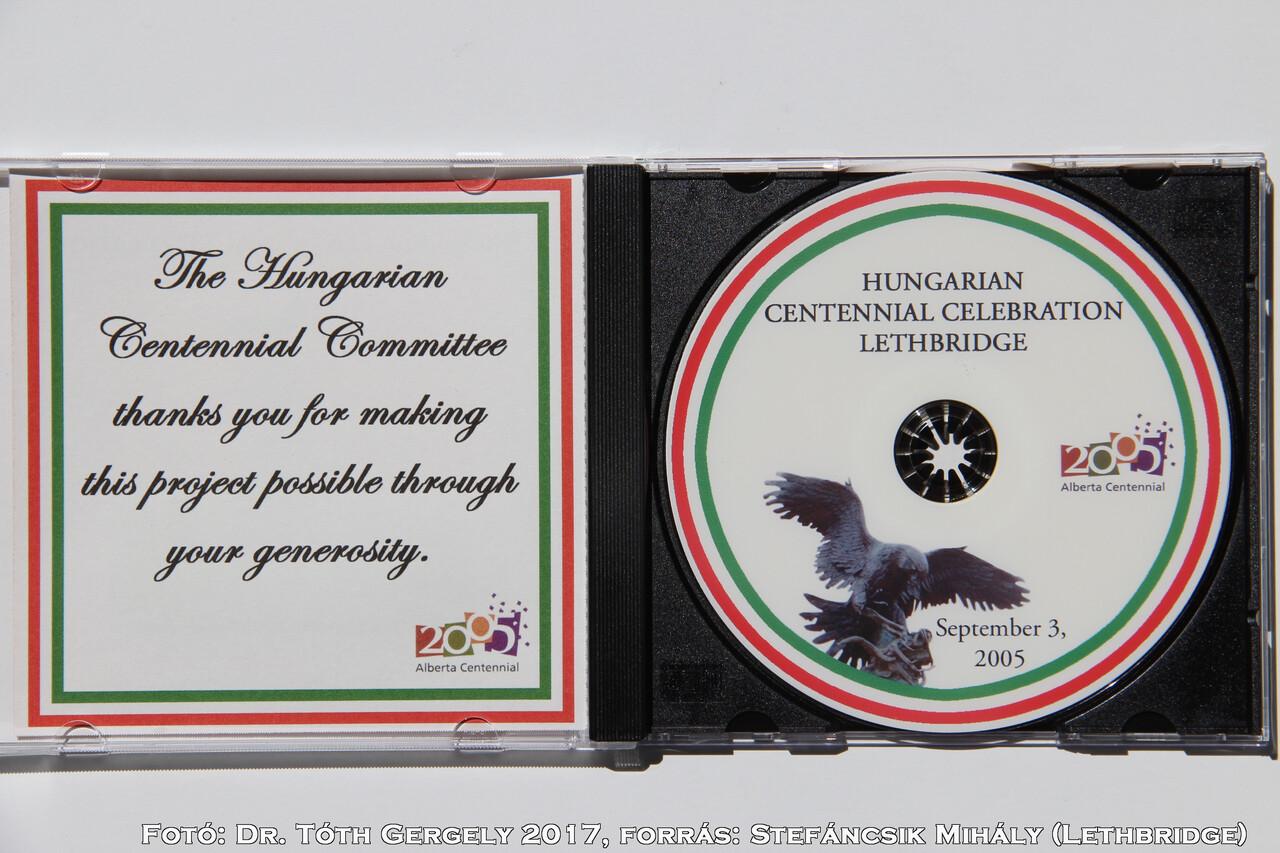 The Hungarian
Centennial Committee
thanks you for making
this project possible through
your generosity.
2005
Alberta Centennial
HUNGARIAN
CENTENNIAL CELEBRATION
LETHBRIDGE
2005
Alberta Centennial
September 3,
2005
Fotó: Dr. Tóth Gergely 2017, forrás: Stefáncsik Mihály (Lethbridge)